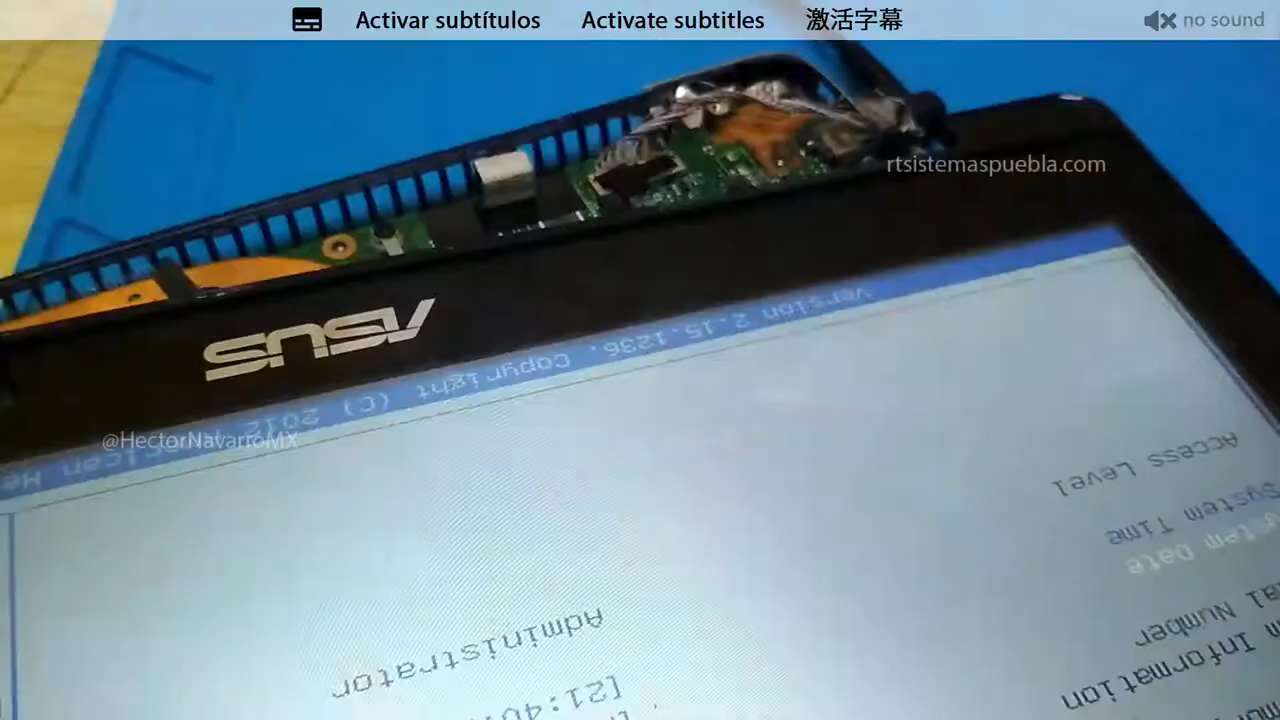 Activar subtítulos Activate subtitles 激活字幕 no sound
rtsistemaspuebla.com
ASUS
@HectorNavarroMX
Version 2.15.1236. Copyright (C) 2012
Access Level
Administrator
System Time
[21:40
Date
Number
Information